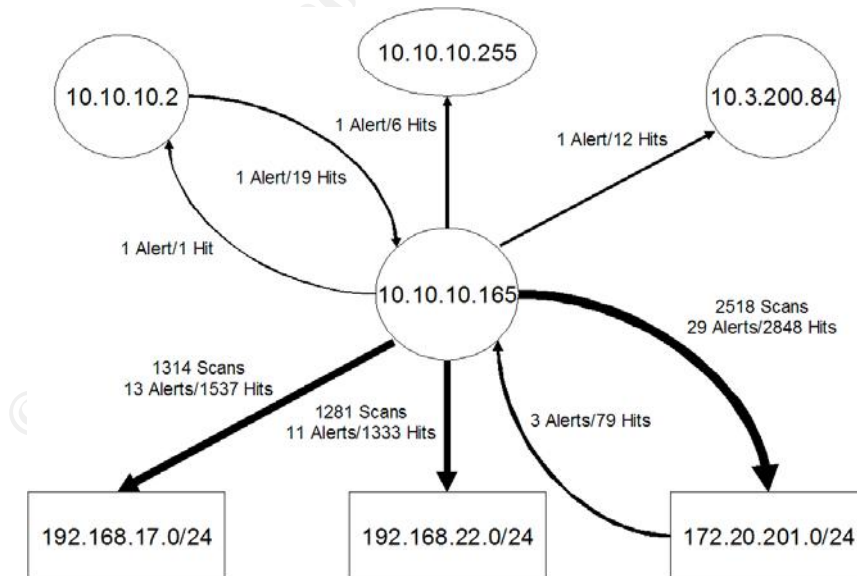 10.10.10.255
10.10.10.2
10.3.200.84
1 Alert/6 Hits
1 Alert/12 Hits
1 Alert/19 Hits
1 Alert/1 Hit
10.10.10.165
2518 Scans
29 Alerts/2848 Hits
1314 Scans
13 Alerts/1537 Hits
1281 Scans
11 Alerts/1333 Hits
3 Alerts/79 Hits
192.168.17.0/24
192.168.22.0/24
172.20.201.0/24